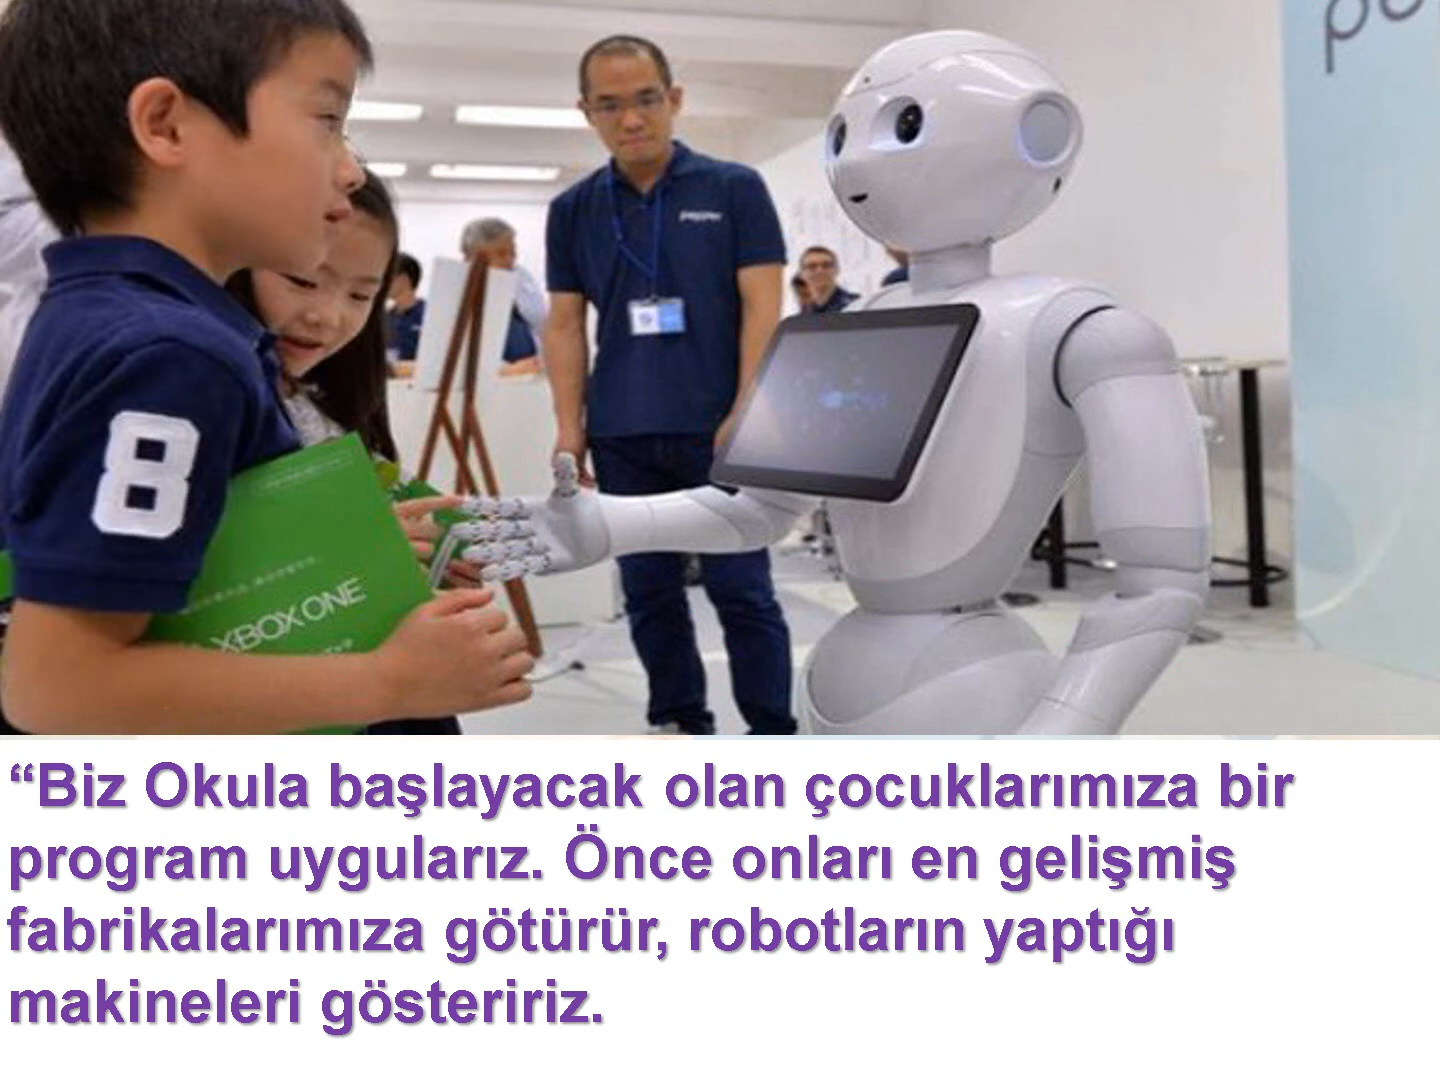 pepper
8
XBOX ONE
“Biz Okula başlayacak olan çocuklarımıza bir
program uygularız. Önce onları en gelişmiş
fabrikalarımıza götürür, robotların yaptığı
makineleri gösteririz.